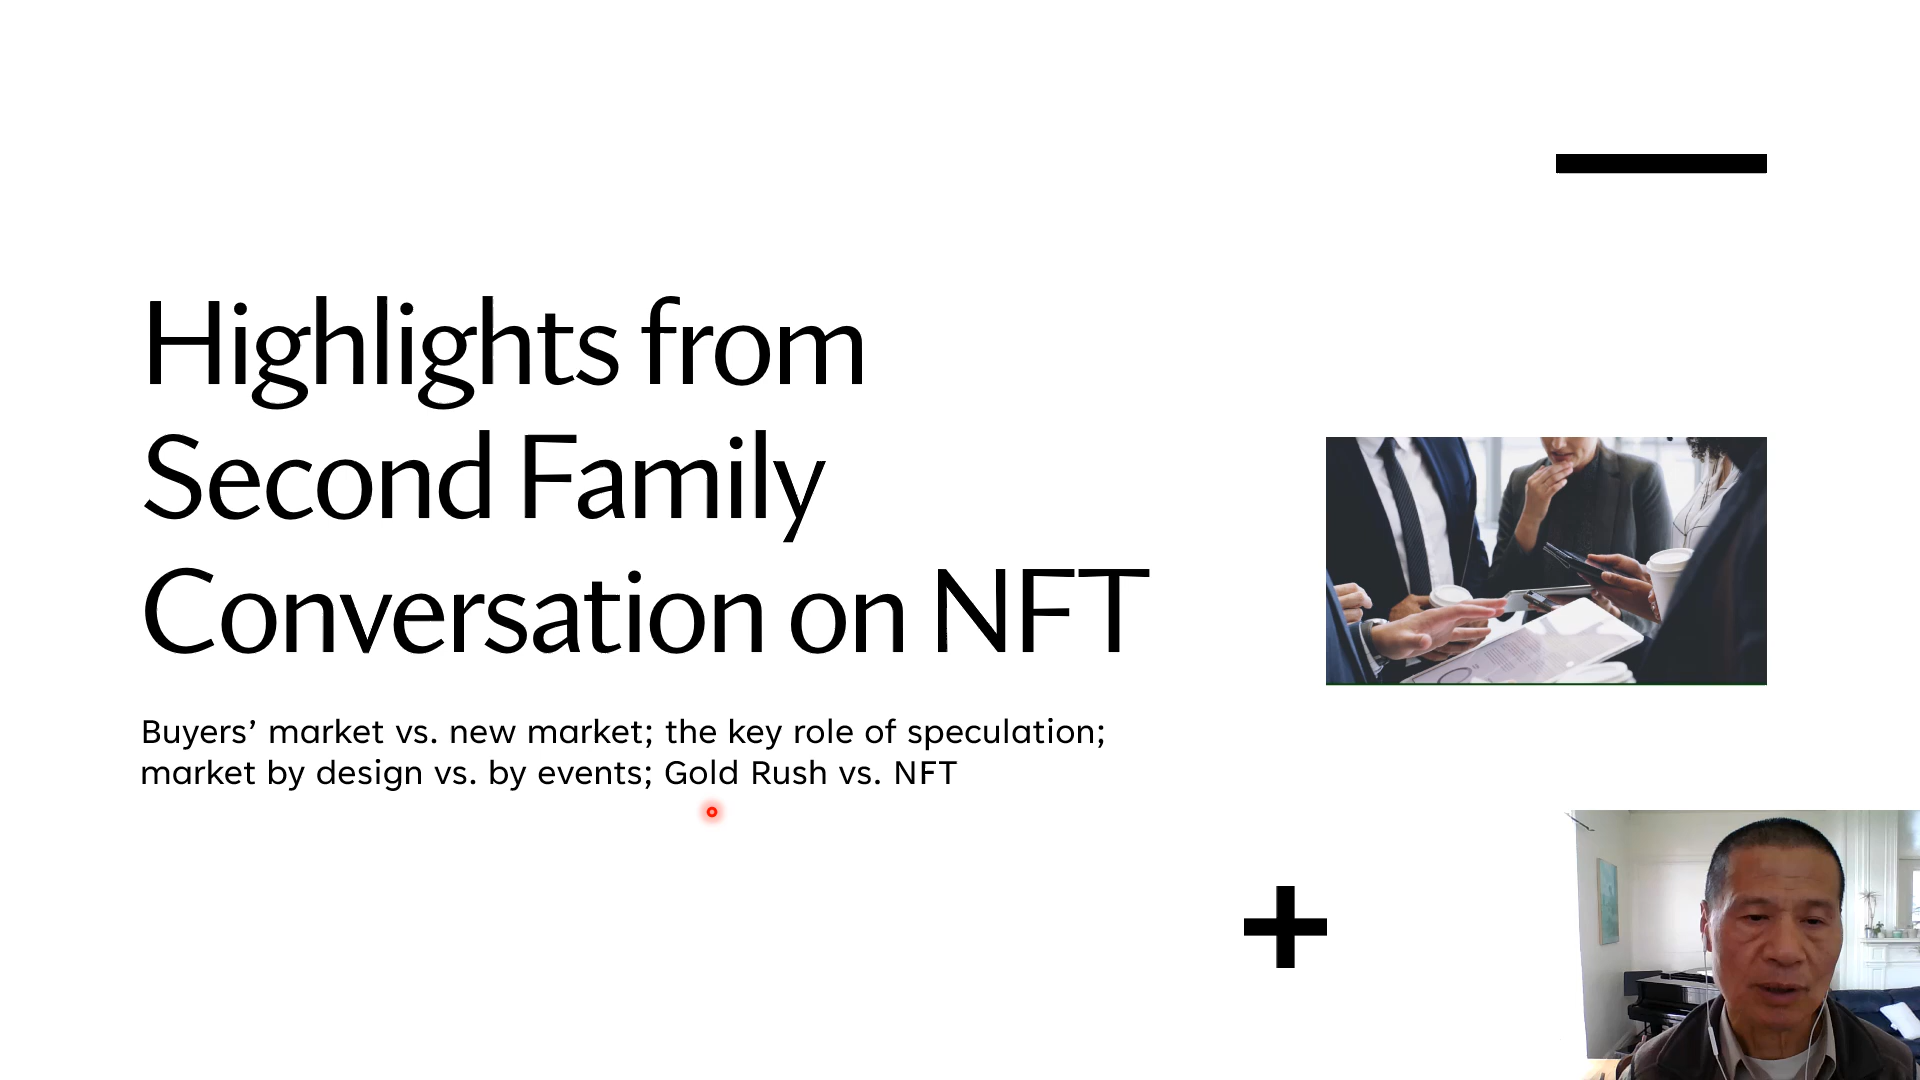 Highlights from
Second Family
Conversation on NFT
Buyers’ market vs. new market; the key role of speculation;
market by design vs. by events; Gold Rush vs. NFT